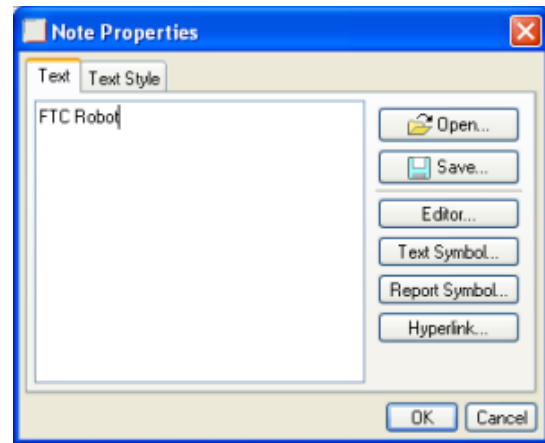 Note Properties
Text Text Style
FTC Robot
Open...
Save...
Editor...
Text Symbol...
Report Symbol...
Hyperlink...
OK Cancel